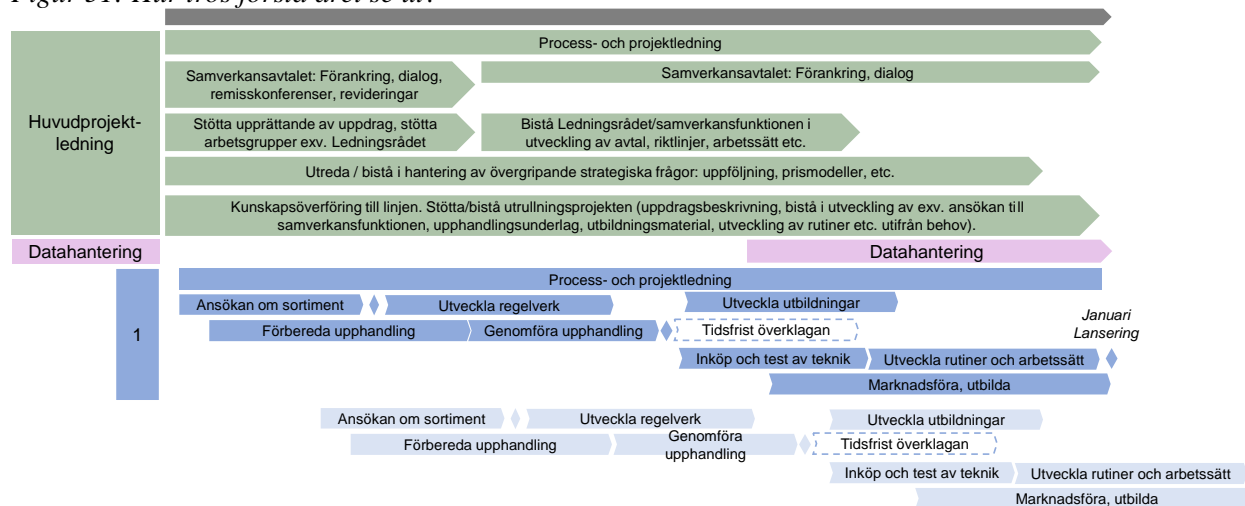 Process- och projektledning
Samverkansavtalet: Förankring, dialog,
remisskonferenser, revideringar
Samverkansavtalet: Förankring, dialog
Huvudprojekt-
ledning
Stötta upprättande av uppdrag, stötta
arbetsgrupper exv. Ledningsrådet
Bistå Ledningsrådet/samverkansfunktionen i
utveckling av avtal, riktlinjer, arbetssätt etc.
Utreda / bistå i hantering av övergripande strategiska frågor: uppföljning, prismodeller, etc.
Kunskapsöverföring till linjen. Stötta/bistå utrullningsprojekten (uppdragsbeskrivning, bistå i utveckling av exv. ansökan till
samverkansfunktionen, upphandlingsunderlag, utbildningsmaterial, utveckling av rutiner etc. utifrån behov).
Datahantering
Datahantering
1
Process- och projektledning
Ansökan om sortiment
Utveckla regelverk
Utveckla utbildningar
Förbereda upphandling
Genomföra upphandling
Tidsfrist överklagan
Januari
Lansering
Inköp och test av teknik
Utveckla rutiner och arbetssätt
Marknadsföra, utbilda
Ansökan om sortiment
Utveckla regelverk
Utveckla utbildningar
Förbereda upphandling
Genomföra
upphandling
Tidsfrist överklagan
Inköp och test av teknik
Utveckla rutiner och arbetssätt
Marknadsföra, utbilda